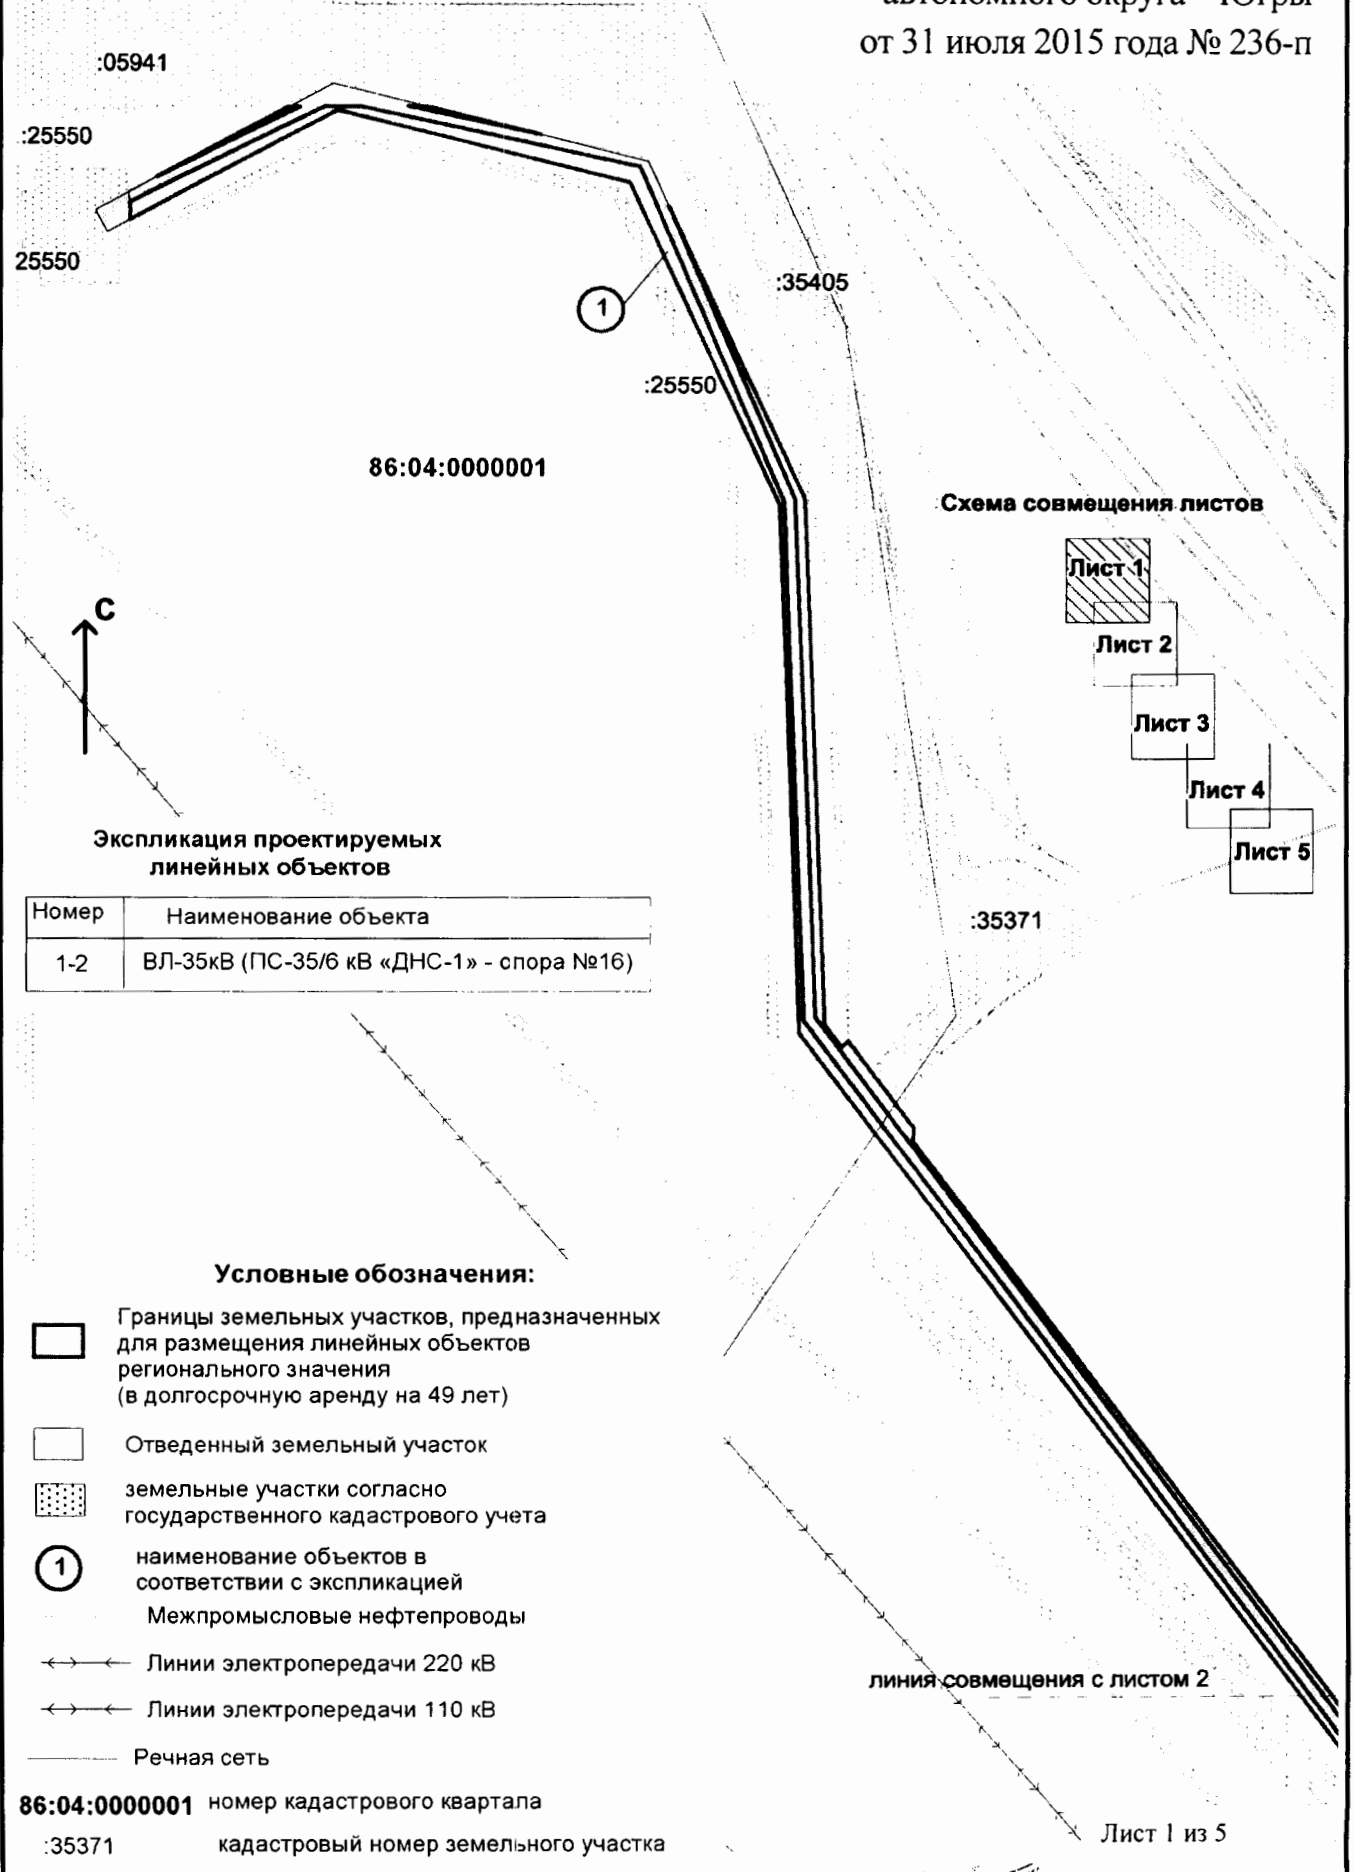 автономного округа – Югры
от 31 июля 2015 года № 236-п
:05941
:25550
25550
:35405
1
:25550
86:04:0000001
Схема совмещения листов
Лист 1
Лист 2
Лист 3
Лист 4
Лист 5
С
Экспликация проектируемых
линейных объектов
Номер Наименование объекта
1-2 ВЛ-35кВ (ПС-35/6 кВ «ДНС-1» - спора №16)
:35371
Условные обозначения:
Границы земельных участков, предназначенных
для размещения линейных объектов
регионального значения
(в долгосрочную аренду на 49 лет)
Отведенный земельный участок
земельные участки согласно
государственного кадастрового учета
1
наименование объектов в
соответствии с экспликацией
Межпромысловые нефтепроводы
Линии электропередачи 220 кВ
Линии электропередачи 110 кВ
Речная сеть
86:04:0000001 номер кадастрового квартала
:35371 кадастровый номер земельного участка
линия совмещения с листом 2
Лист 1 из 5